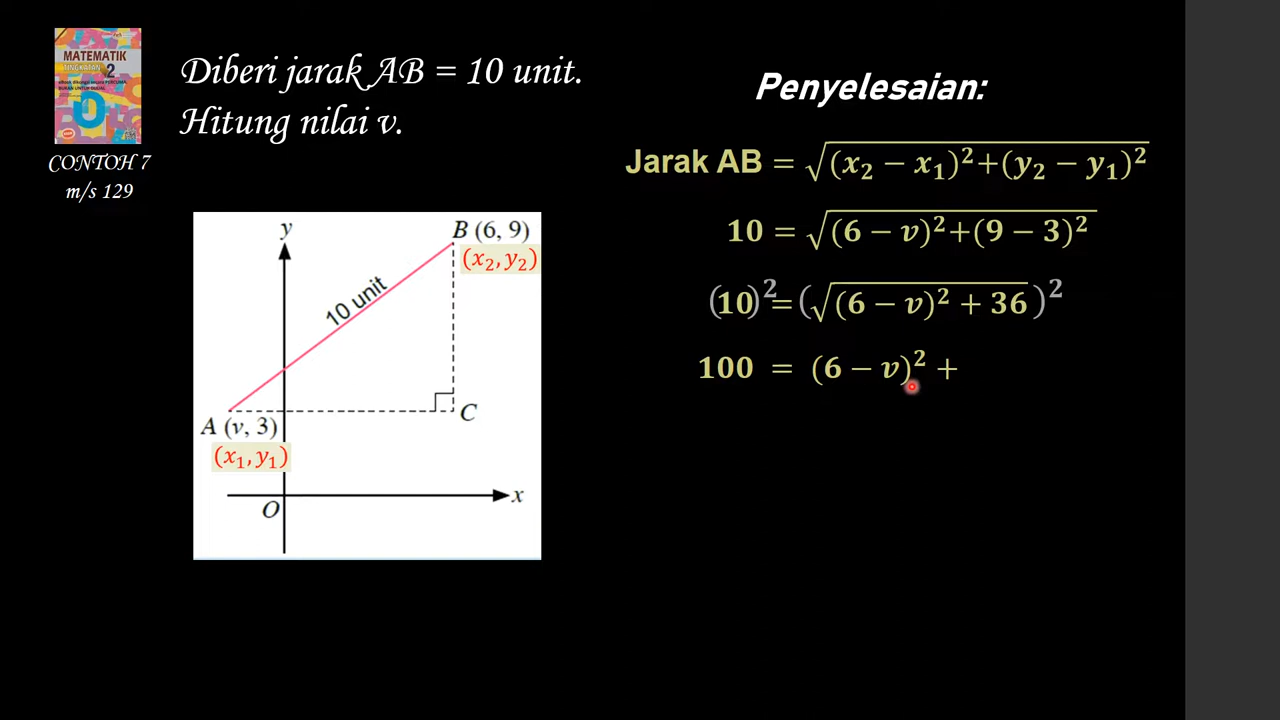 MATEMATIK
TINGKATAN 2
CONTOH 7
m/s 129
Diberi jarak AB = 10 unit.
Hitung nilai v.
y
B (6, 9)
(x₂, y₂)
10 unit
C
A (v, 3)
(x₁, y₁)
O
x
Penyelesaian:
Jarak AB = √(x₂ − x₁)²+(y₂ − y₁)²
10 = √(6 − v)²+(9 − 3)²
(10)² = (√(6 − v)² + 36)²
100 = (6 − v)² +